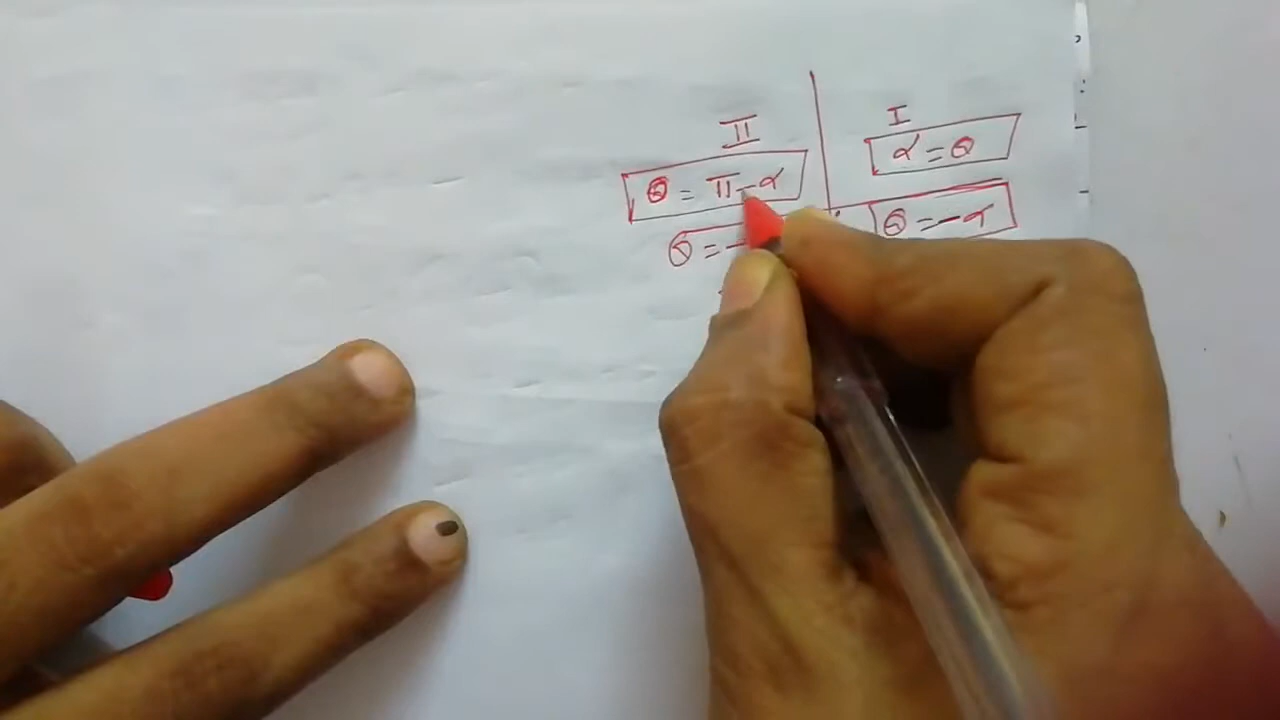 II
I
θ = π - α
α = θ
θ = -
θ = -α